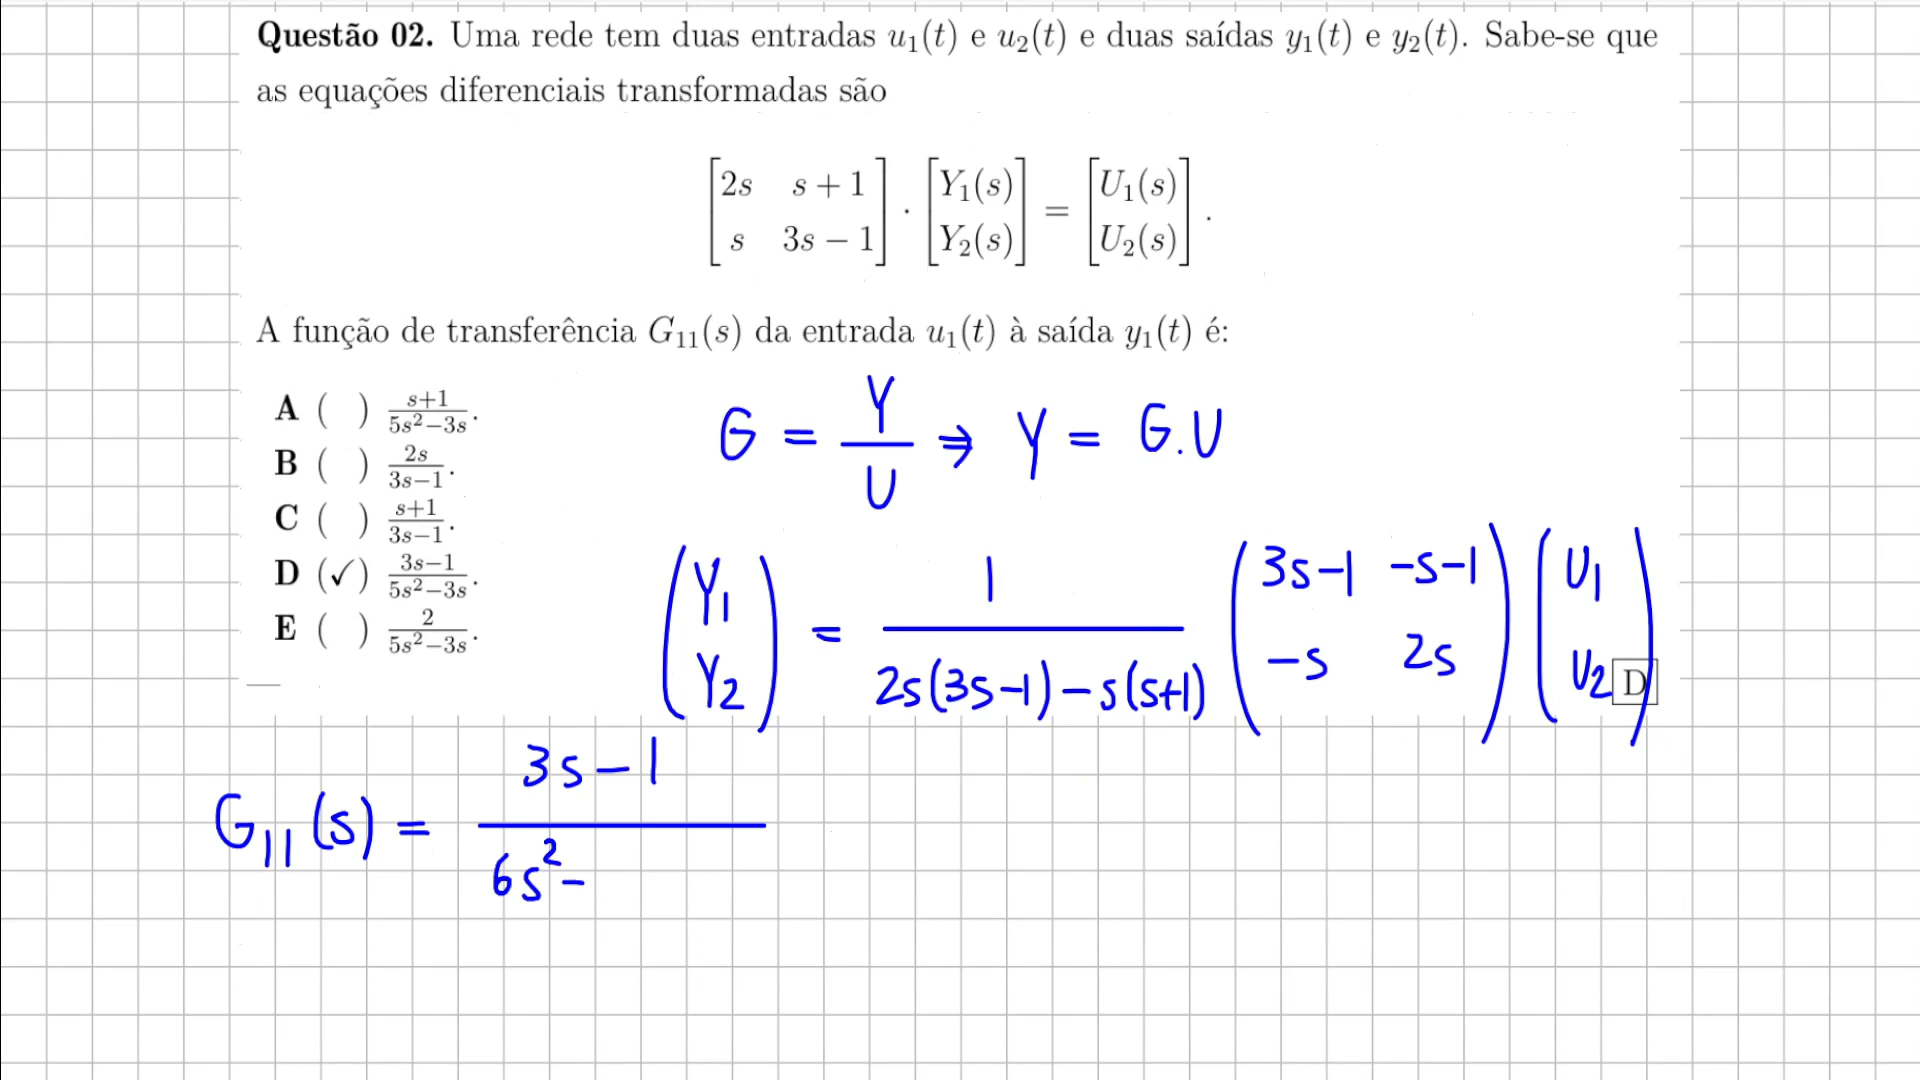 Questão 02. Uma rede tem duas entradas u₁(t) e u₂(t) e duas saídas y₁(t) e y₂(t). Sabe-se que
as equações diferenciais transformadas são
[2s s + 1; s 3s − 1] · [Y₁(s); Y₂(s)] = [U₁(s); U₂(s)].
A função de transferência G₁₁(s) da entrada u₁(t) à saída y₁(t) é:
A ( ) (s+1)/(5s²−3s).
B ( ) 2s/(3s−1).
C ( ) (s+1)/(3s−1).
D (✓) (3s−1)/(5s²−3s).
E ( ) 2/(5s²−3s).
G = Y/U ⇒ Y = G.U
(Y₁; Y₂) = 1/(2s(3s−1)−s(s+1)) (3s−1 −s−1; −s 2s) (U₁; U₂)
D
G₁₁(s) = (3s−1)/(6s²−